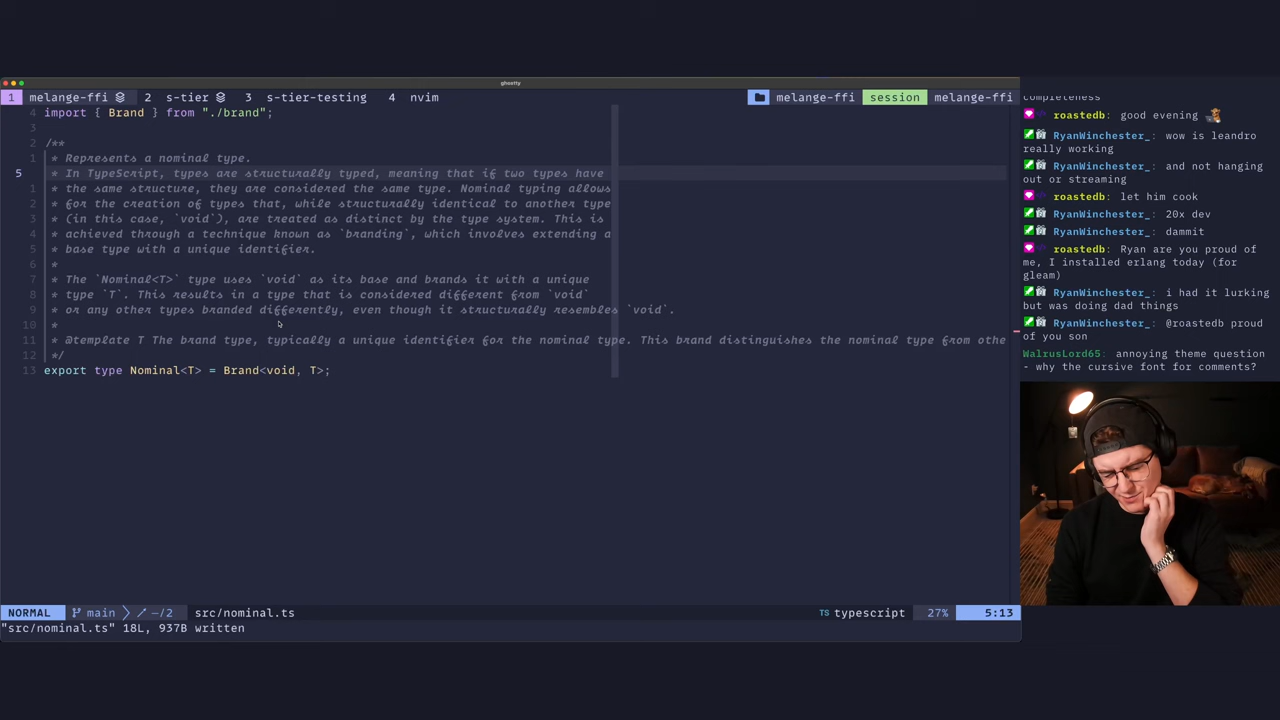 ghostty
1 melange-ffi 2 s-tier 3 s-tier-testing 4 nvim melange-ffi session melange-ffi
4 import { Brand } from "./brand";
3
2 /**
1 * Represents a nominal type.
5 * In TypeScript, types are structurally typed, meaning that if two types have
1 * the same structure, they are considered the same type. Nominal typing allows
2 * for the creation of types that, while structurally identical to another type
3 * (in this case, `void`), are treated as distinct by the type system. This is
4 * achieved through a technique known as `branding`, which involves extending a
5 * base type with a unique identifier.
6 *
7 * The `Nominal<T>` type uses `void` as its base and brands it with a unique
8 * type `T`. This results in a type that is considered different from `void`
9 * or any other types branded differently, even though it structurally resembles `void`.
10 *
11 * @template T The brand type, typically a unique identifier for the nominal type. This brand distinguishes the nominal type from othe
12 */
13 export type Nominal<T> = Brand<void, T>;
NORMAL main ~/2 src/nominal.ts TS typescript 27% 5:13
"src/nominal.ts" 18L, 937B written
completeness
roastedb: good evening
RyanWinchester_: wow is leandro
really working
RyanWinchester_: and not hanging
out or streaming
roastedb: let him cook
RyanWinchester_: 20x dev
RyanWinchester_: dammit
roastedb: Ryan are you proud of
me, I installed erlang today (for
gleam)
RyanWinchester_: i had it lurking
but was doing dad things
RyanWinchester_: @roastedb proud
of you son
WalrusLord65: annoying theme question
- why the cursive font for comments?